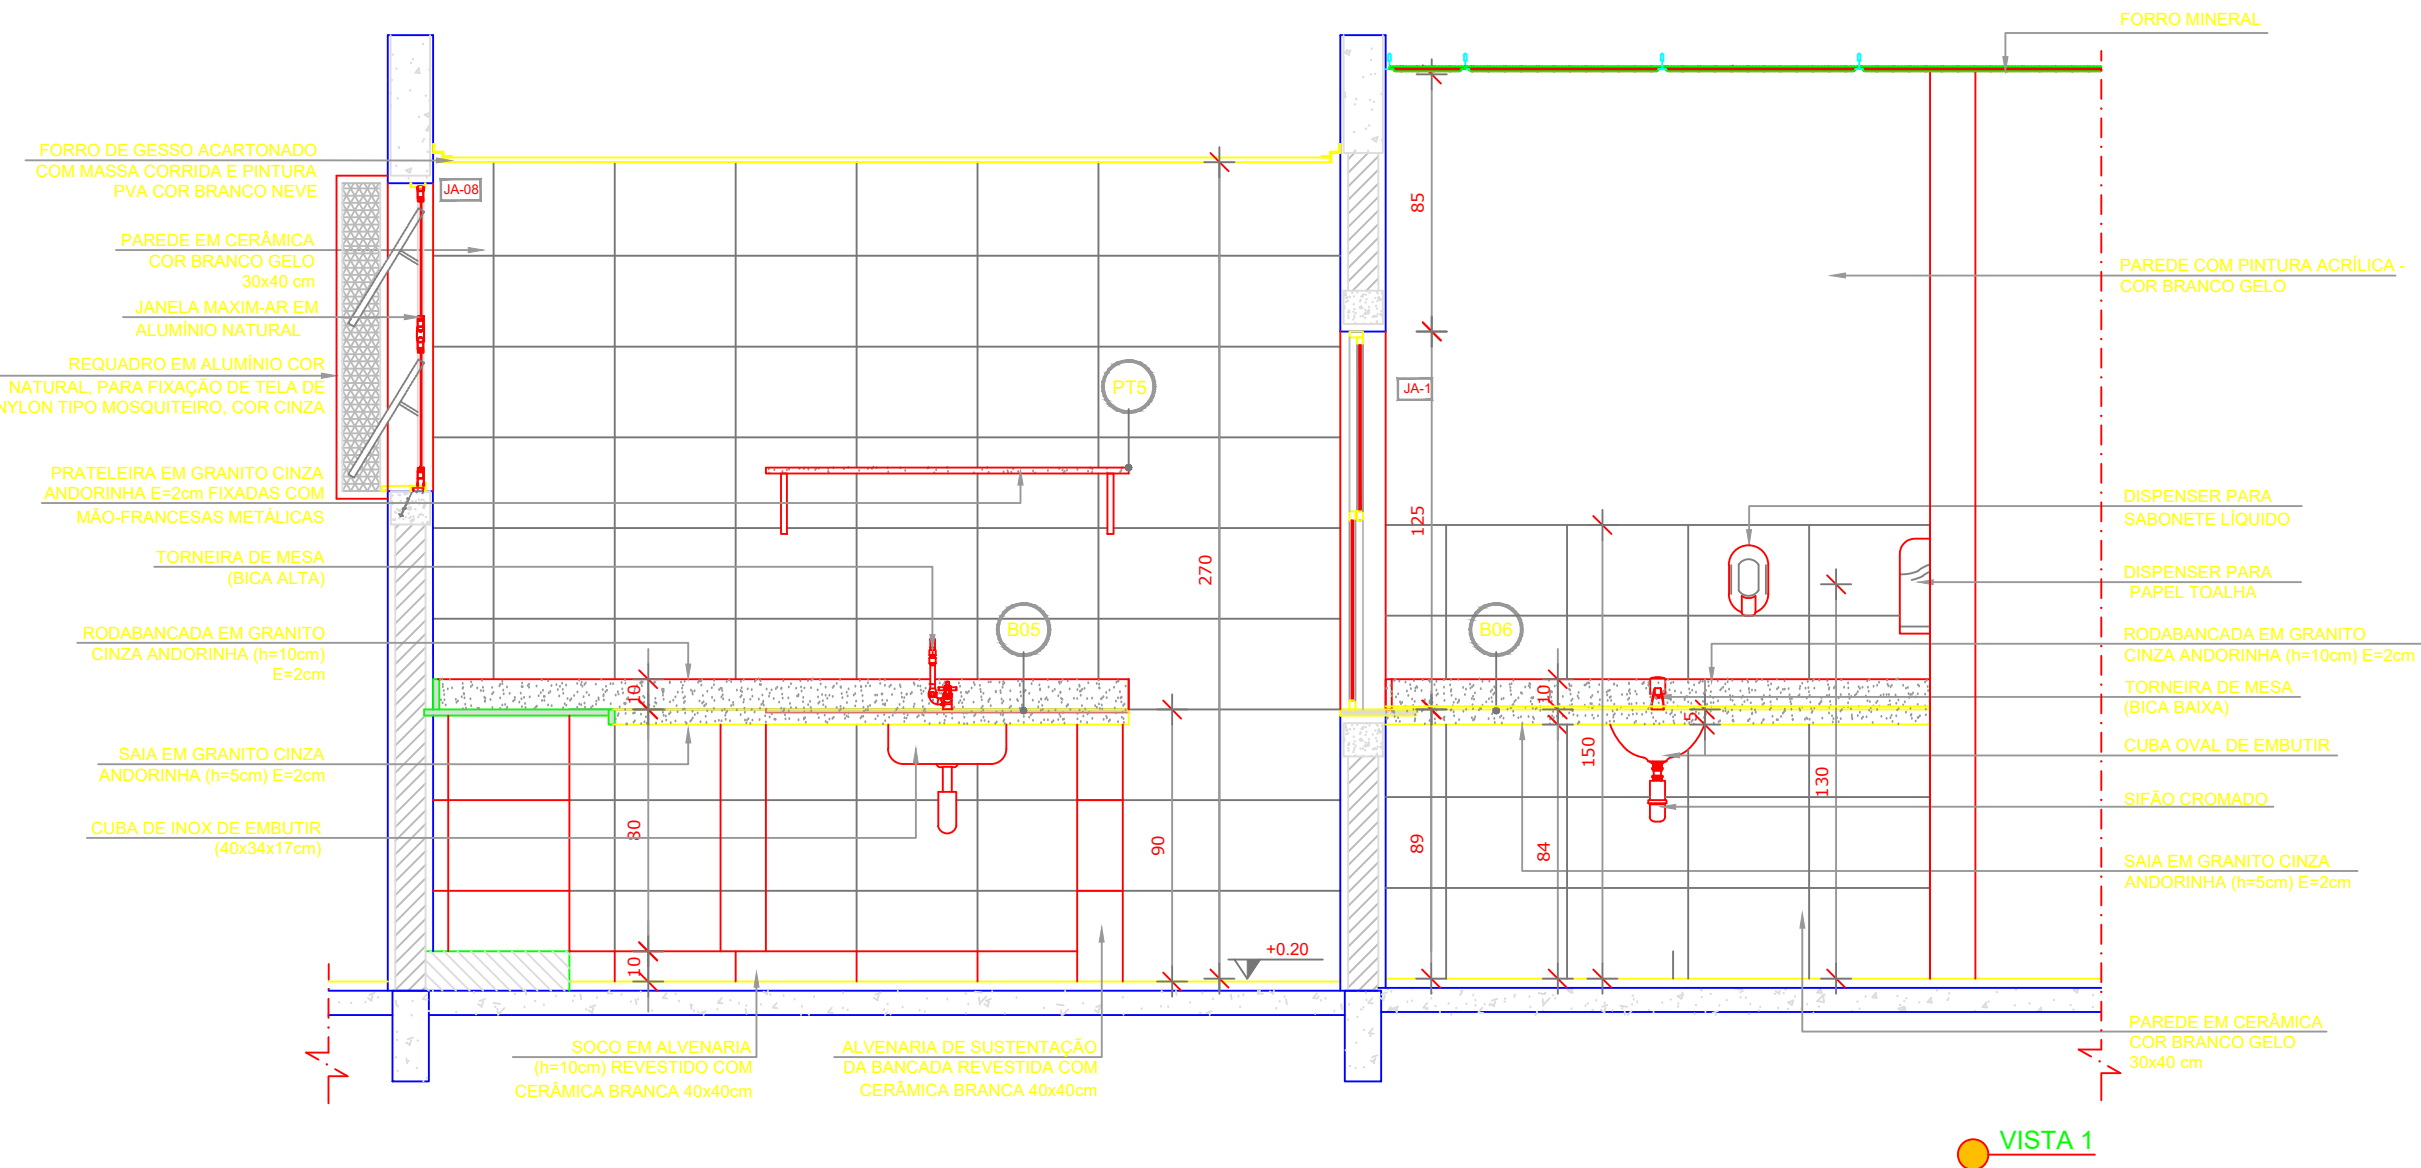 FORRO MINERAL
FORRO DE GESSO ACARTONADO
COM MASSA CORRIDA E PINTURA
PVA COR BRANCO NEVE
PAREDE EM CERÂMICA
COR BRANCO GELO
30x40 cm
JANELA MAXIM-AR EM
ALUMÍNIO NATURAL
REQUADRO EM ALUMÍNIO COR
NATURAL, PARA FIXAÇÃO DE TELA DE
NYLON TIPO MOSQUITEIRO, COR CINZA
PRATELEIRA EM GRANITO CINZA
ANDORINHA E=2cm FIXADAS COM
MÃO-FRANCESAS METÁLICAS
TORNEIRA DE MESA
(BICA ALTA)
RODABANCADA EM GRANITO
CINZA ANDORINHA (h=10cm)
E=2cm
SAIA EM GRANITO CINZA
ANDORINHA (h=5cm) E=2cm
CUBA DE INOX DE EMBUTIR
(40x34x17cm)
JA-08
PT5
B05
10
80
10
90
270
+0.20
SOCO EM ALVENARIA
(h=10cm) REVESTIDO COM
CERÂMICA BRANCA 40x40cm
ALVENARIA DE SUSTENTAÇÃO
DA BANCADA REVESTIDA COM
CERÂMICA BRANCA 40x40cm
85
JA-1
125
B06
10
5
89
84
150
130
PAREDE COM PINTURA ACRÍLICA -
COR BRANCO GELO
DISPENSER PARA
SABONETE LÍQUIDO
DISPENSER PARA
PAPEL TOALHA
RODABANCADA EM GRANITO
CINZA ANDORINHA (h=10cm) E=2cm
TORNEIRA DE MESA
(BICA BAIXA)
CUBA OVAL DE EMBUTIR
SIFÃO CROMADO
SAIA EM GRANITO CINZA
ANDORINHA (h=5cm) E=2cm
PAREDE EM CERÂMICA
COR BRANCO GELO
30x40 cm
VISTA 1